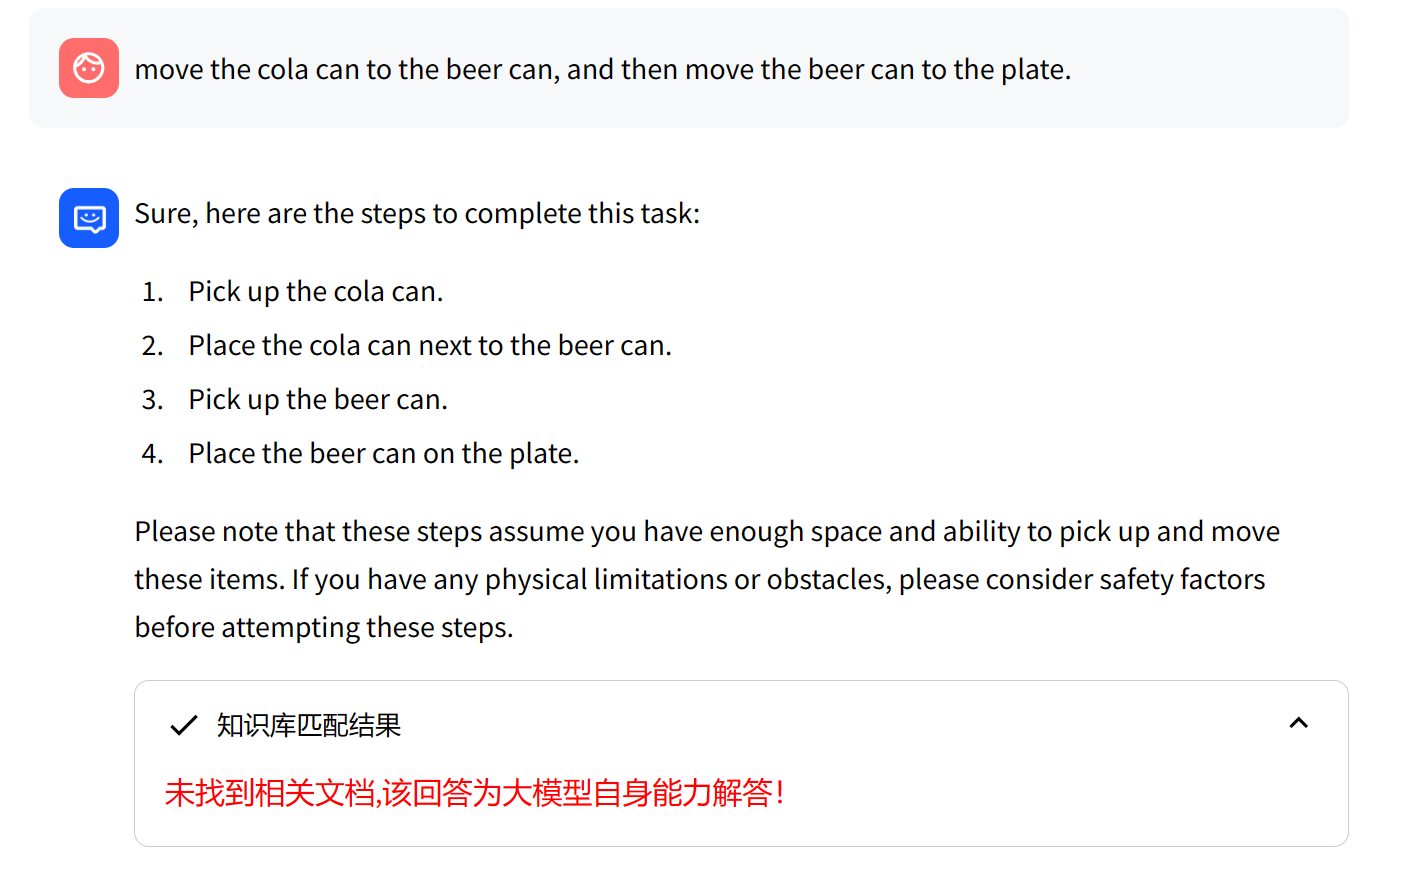 move the cola can to the beer can, and then move the beer can to the plate.
Sure, here are the steps to complete this task:
1. Pick up the cola can.
2. Place the cola can next to the beer can.
3. Pick up the beer can.
4. Place the beer can on the plate.
Please note that these steps assume you have enough space and ability to pick up and move
these items. If you have any physical limitations or obstacles, please consider safety factors
before attempting these steps.
知识库匹配结果
未找到相关文档,该回答为大模型自身能力解答！